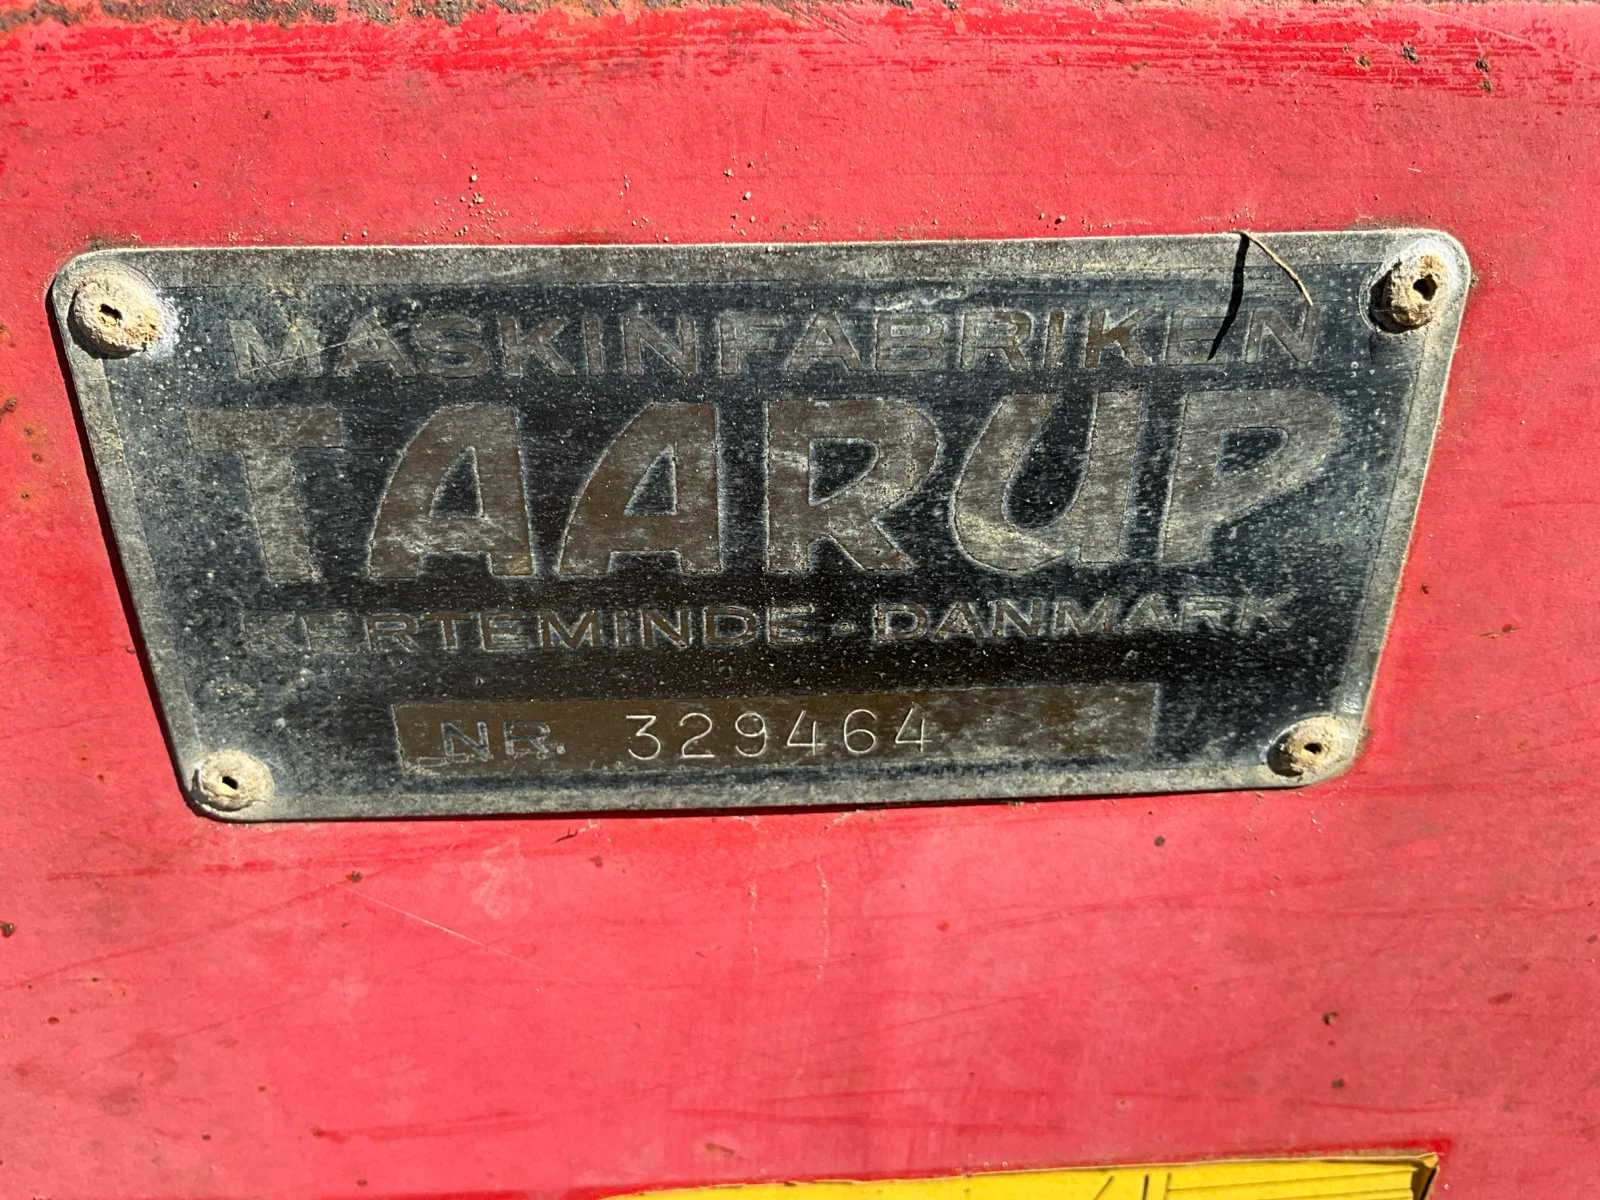 MASKINFABRIKEN
TAARUP
KERTEMINDE · DANMARK
NR. 329464